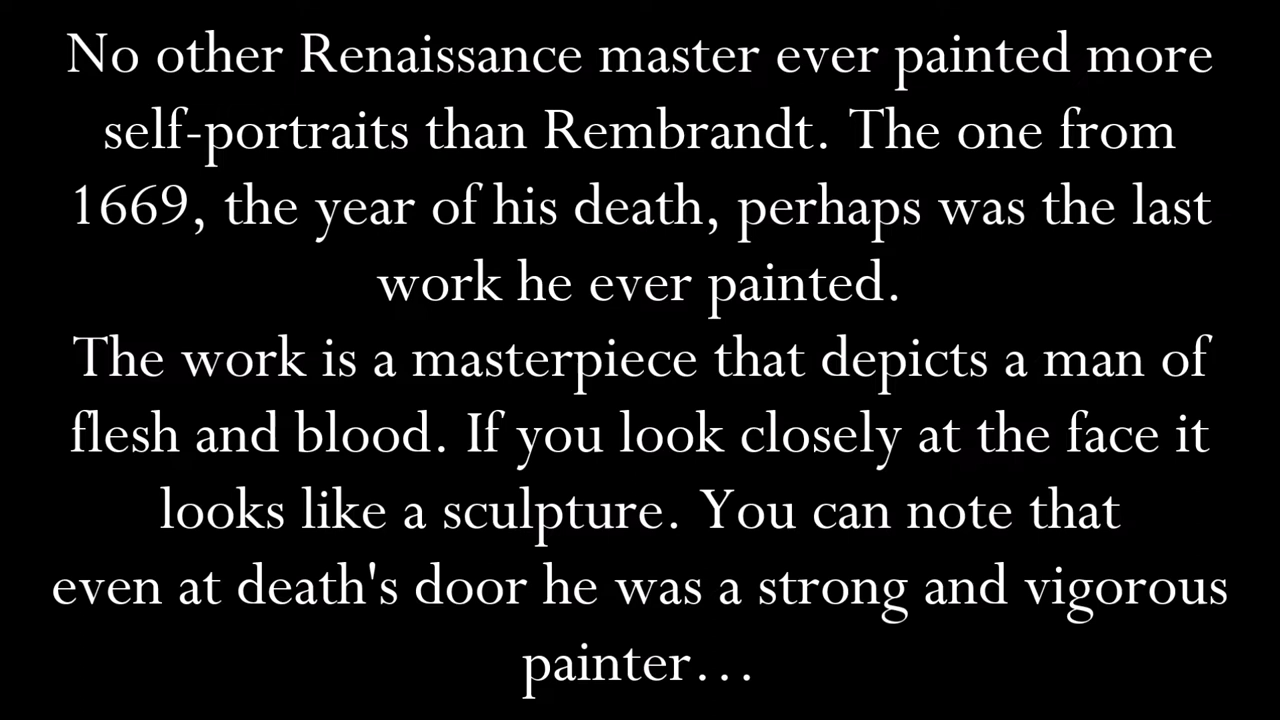 No other Renaissance master ever painted more
self-portraits than Rembrandt. The one from
1669, the year of his death, perhaps was the last
work he ever painted.
The work is a masterpiece that depicts a man of
flesh and blood. If you look closely at the face it
looks like a sculpture. You can note that
even at death's door he was a strong and vigorous
painter…